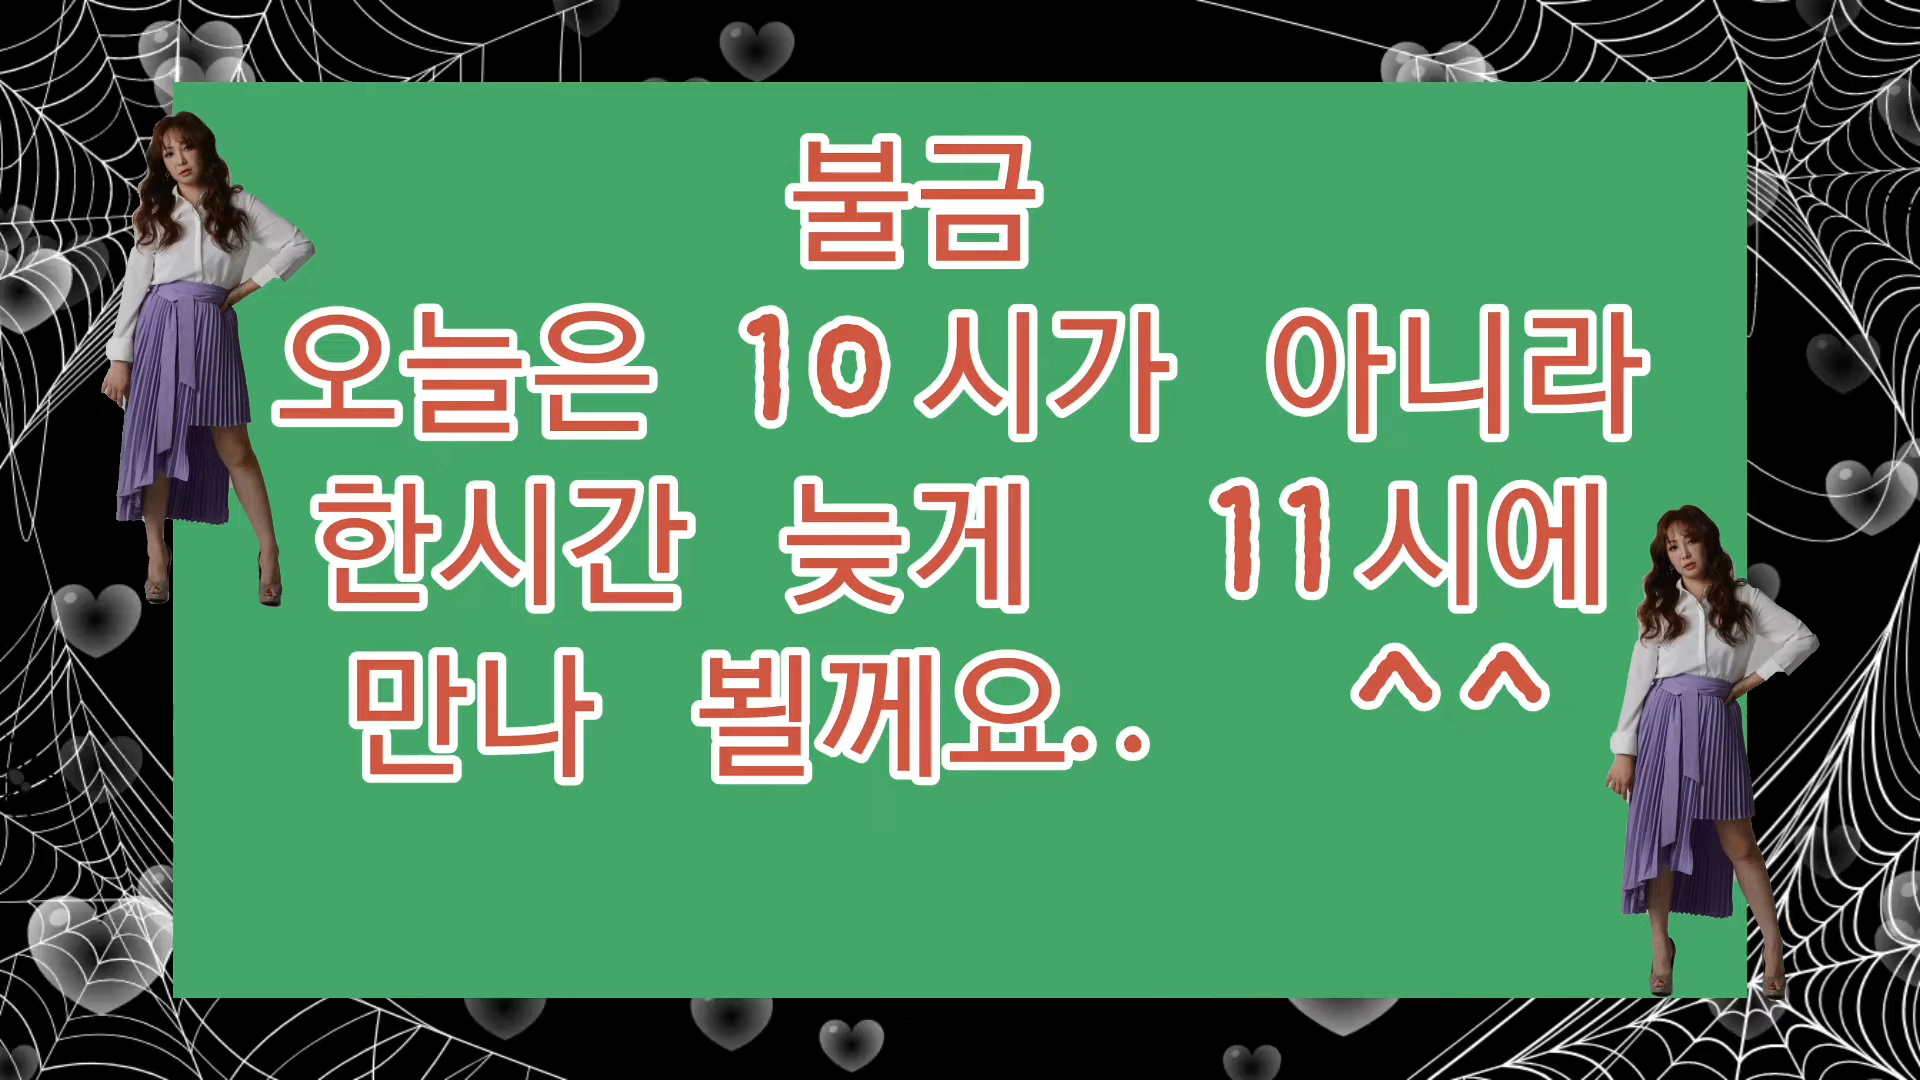 불금
오늘은 10시가 아니라
한시간 늦게 11시에
만나 뵐께요.. ^^